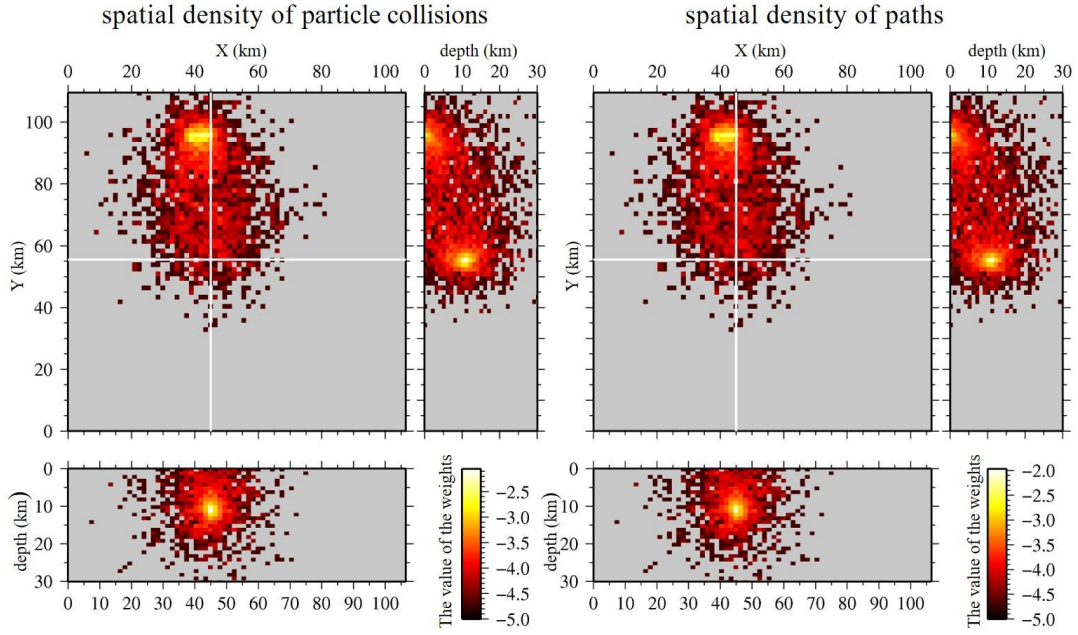 spatial density of particle collisions
X (km)
0 20 40 60 80 100
depth (km)
0 10 20 30
Y (km)
100
80
60
40
20
0
depth (km)
0
10
20
30
0 10 20 30 40 50 60 70 80 90 100
The value of the weights
−2.5
−3.0
−3.5
−4.0
−4.5
−5.0
spatial density of paths
X (km)
0 20 40 60 80 100
depth (km)
0 10 20 30
Y (km)
100
80
60
40
20
0
depth (km)
0
10
20
30
0 10 20 30 40 50 60 70 80 90 100
The value of the weights
−2.0
−2.5
−3.0
−3.5
−4.0
−4.5
−5.0